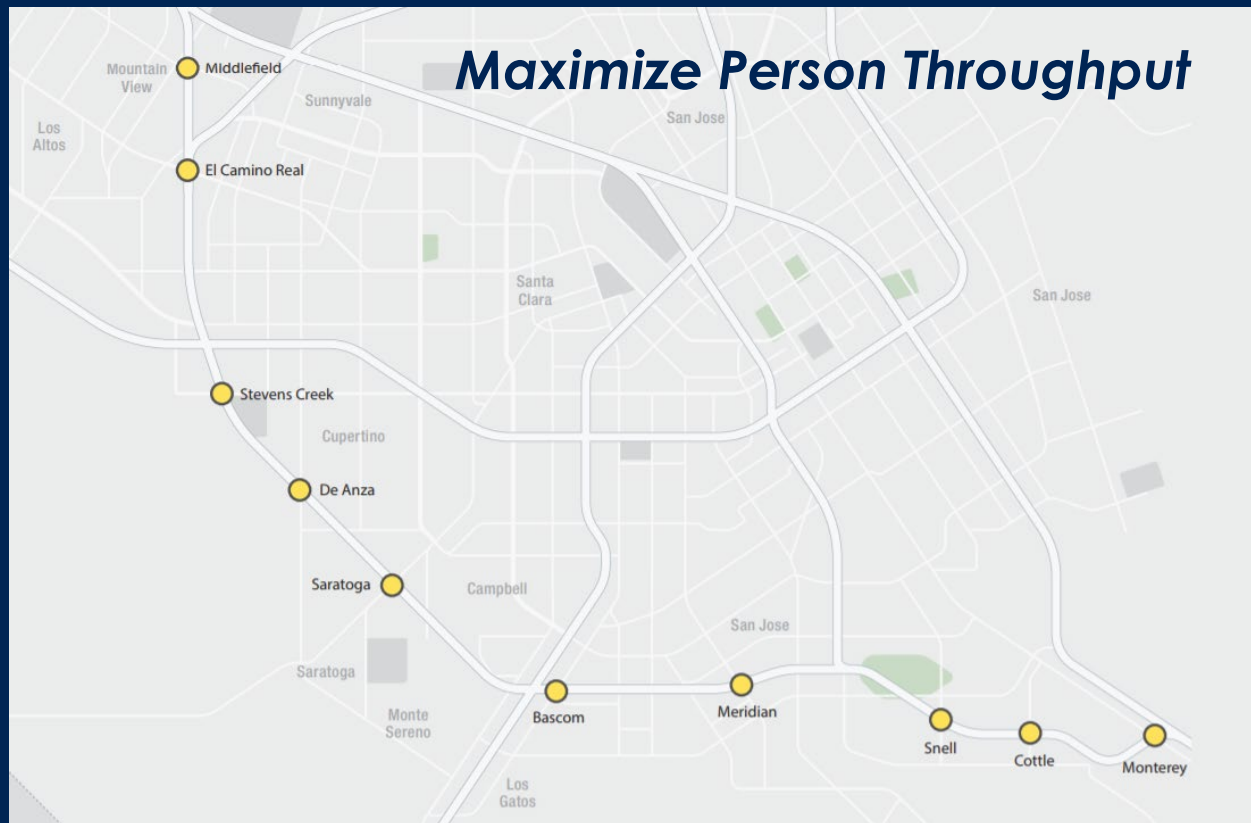 Maximize Person Throughput
Mountain
View
Middlefield
Sunnyvale
San Jose
Los
Altos
El Camino Real
Santa
Clara
San Jose
Stevens Creek
Cupertino
De Anza
Saratoga
Campbell
San Jose
Saratoga
Monte
Sereno
Bascom
Meridian
Snell
Cottle
Monterey
Los
Gatos